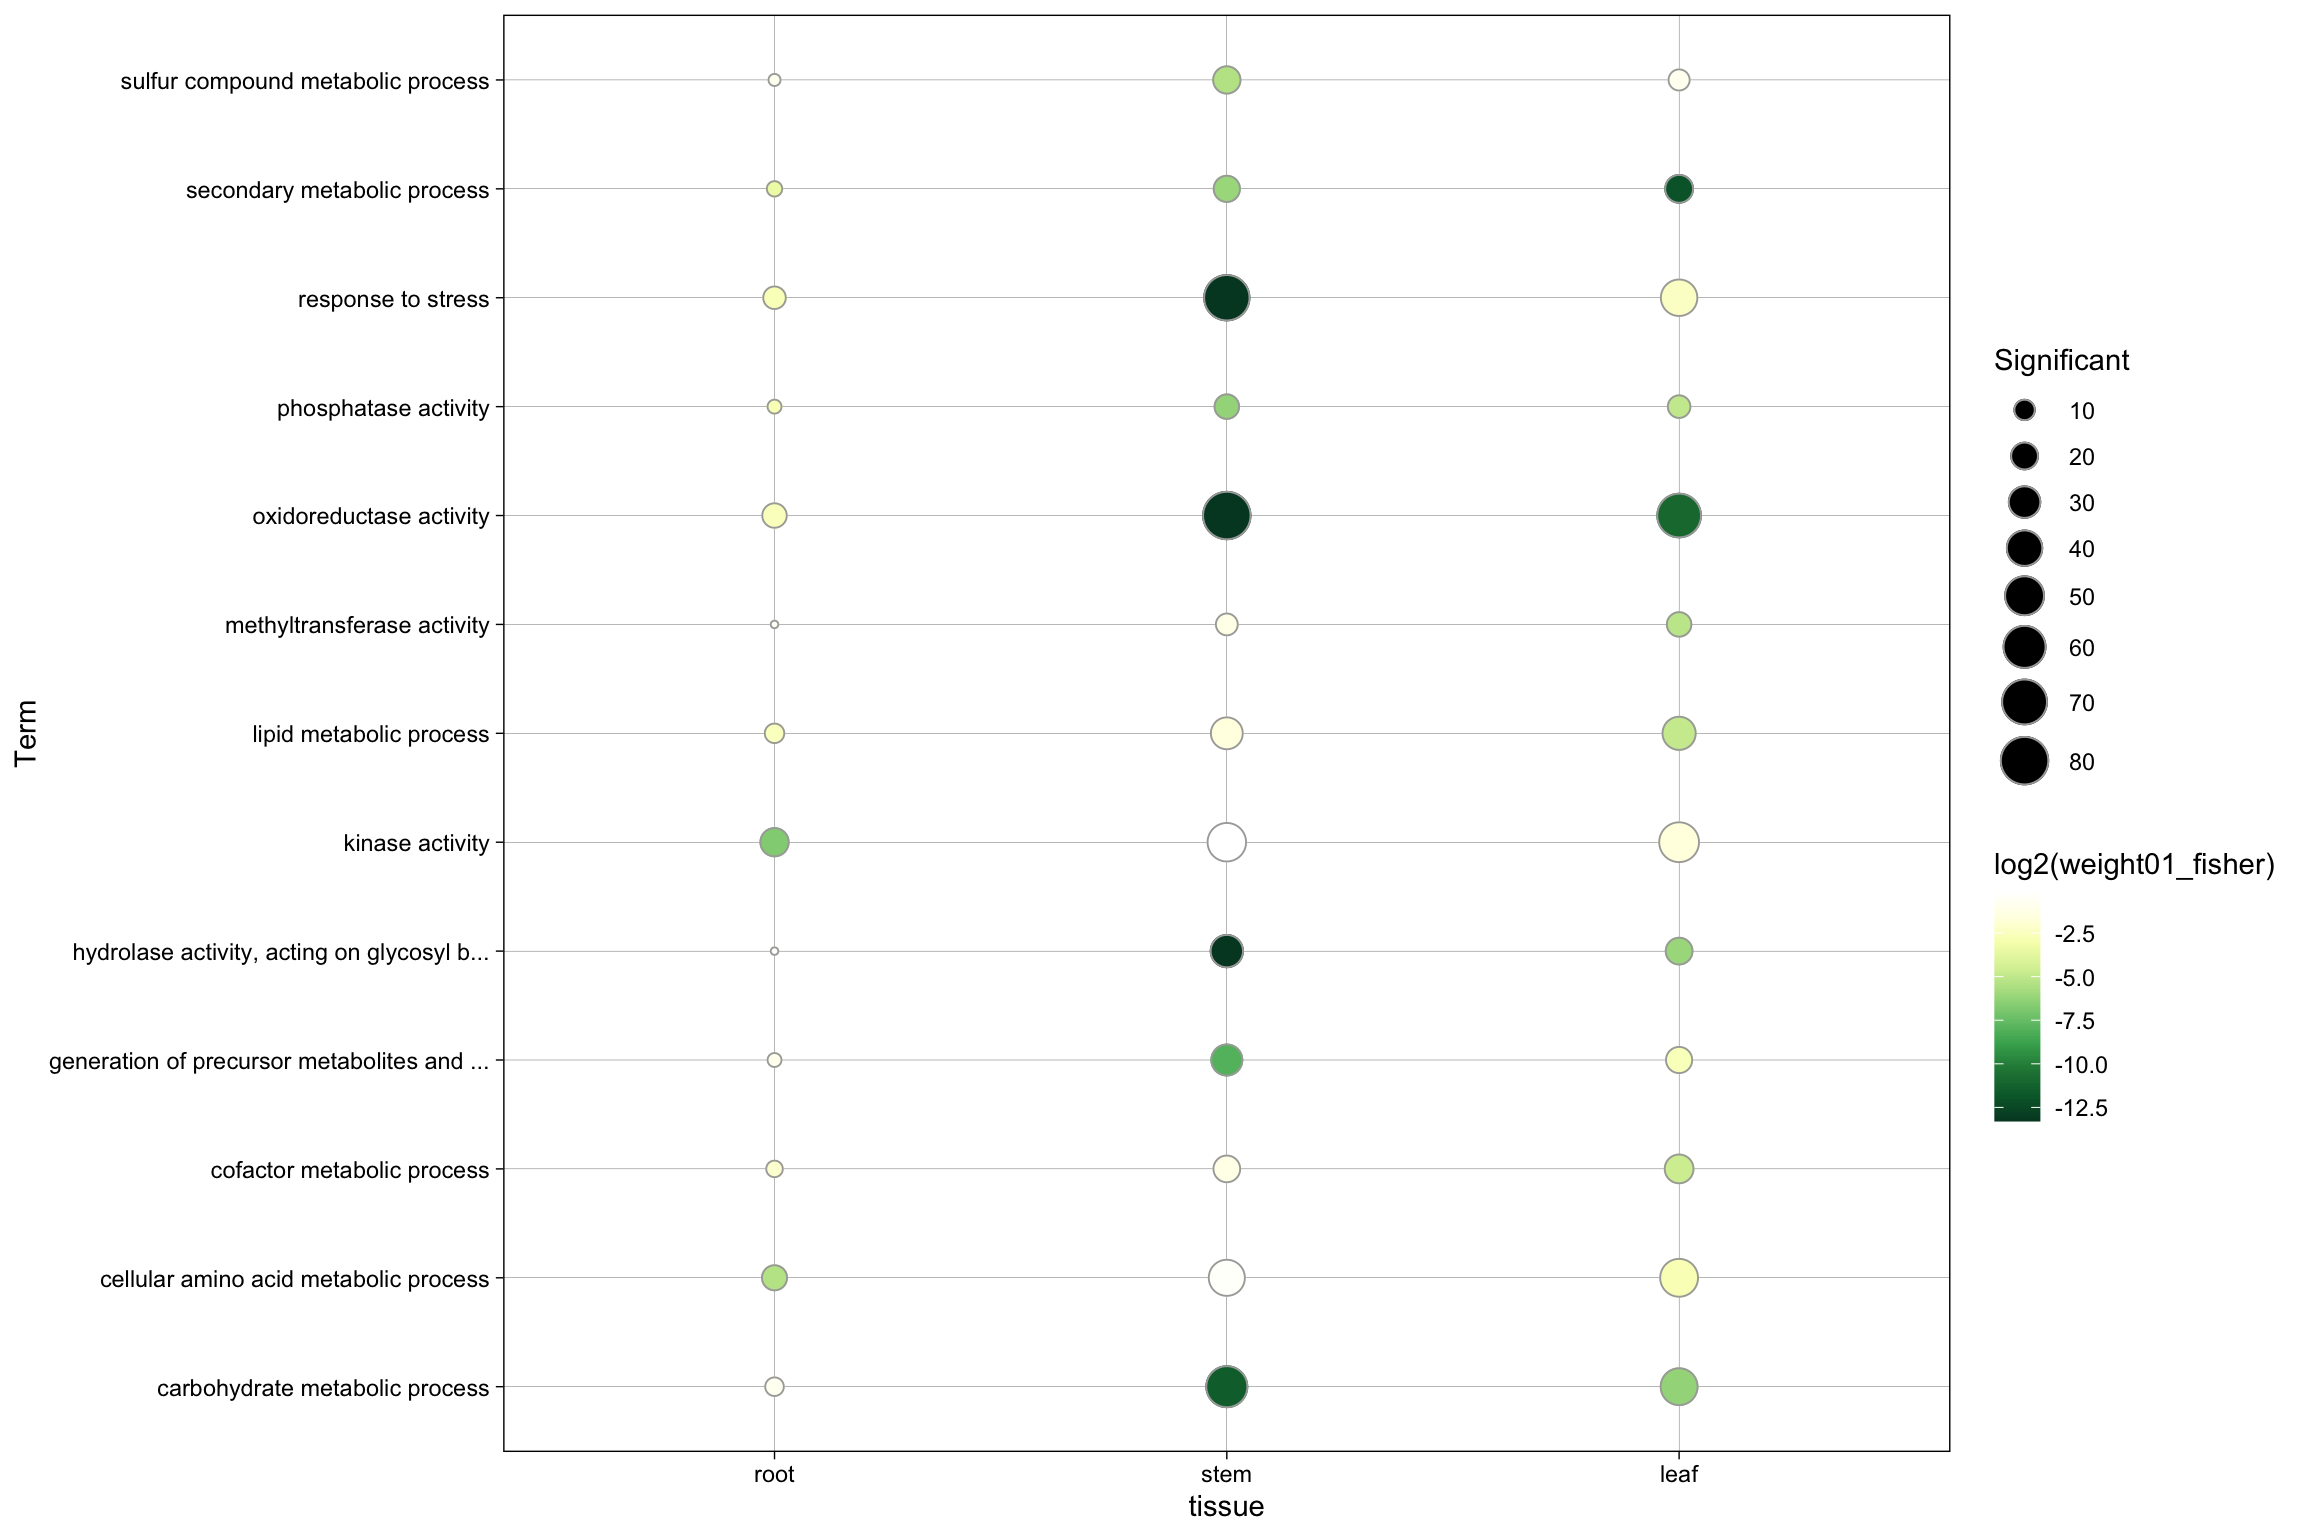 sulfur compound metabolic process
secondary metabolic process
response to stress
phosphatase activity
oxidoreductase activity
methyltransferase activity
lipid metabolic process
kinase activity
hydrolase activity, acting on glycosyl b...
generation of precursor metabolites and ...
cofactor metabolic process
cellular amino acid metabolic process
carbohydrate metabolic process
Term
root
stem
leaf
tissue
Significant
10
20
30
40
50
60
70
80
log2(weight01_fisher)
-2.5
-5.0
-7.5
-10.0
-12.5